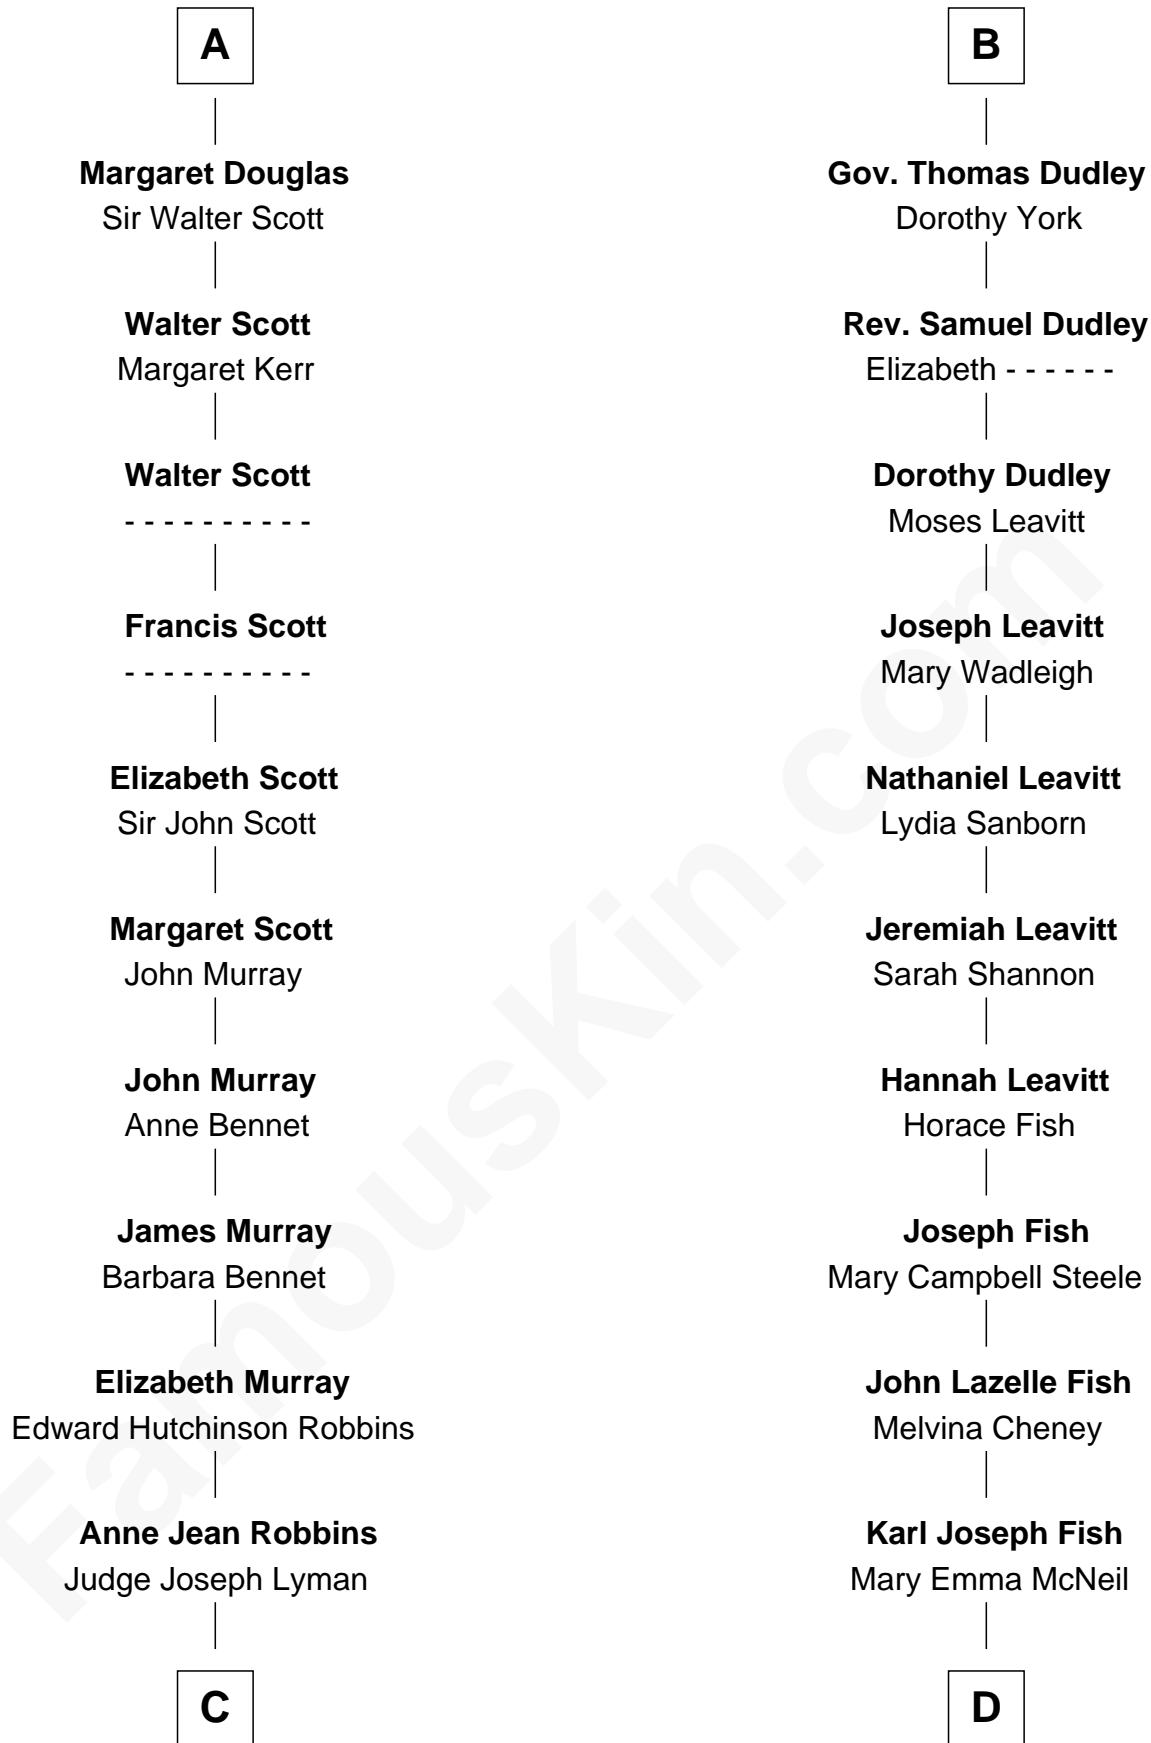 A
Margaret Douglas
Sir Walter Scott
Walter Scott
Margaret Kerr
Walter Scott
- - - - - - - - - -
Francis Scott
- - - - - - - - - -
Elizabeth Scott
Sir John Scott
Margaret Scott
John Murray
John Murray
Anne Bennet
James Murray
Barbara Bennet
Elizabeth Murray
Edward Hutchinson Robbins
Anne Jean Robbins
Judge Joseph Lyman
C
B
Gov. Thomas Dudley
Dorothy York
Rev. Samuel Dudley
Elizabeth - - - - - -
Dorothy Dudley
Moses Leavitt
Joseph Leavitt
Mary Wadleigh
Nathaniel Leavitt
Lydia Sanborn
Jeremiah Leavitt
Sarah Shannon
Hannah Leavitt
Horace Fish
Joseph Fish
Mary Campbell Steele
John Lazelle Fish
Melvina Cheney
Karl Joseph Fish
Mary Emma McNeil
D
FamousKin.com